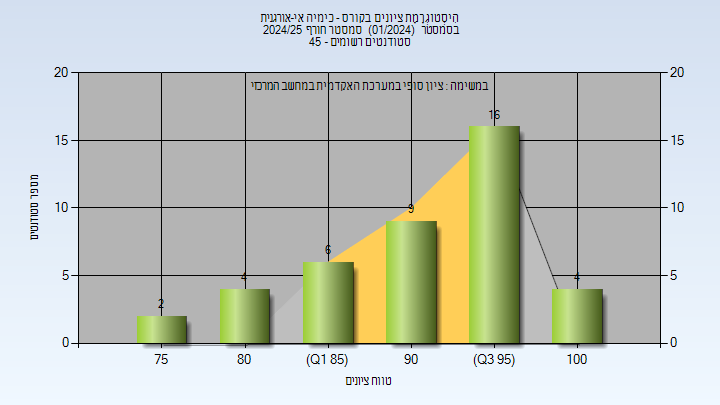 היסטוגרמת ציונים בקורס - כימיה אי-אורגנית
בסמסטר (01/2024) סמסטר חורף 2024/25
סטודנטים רשומים - 45
במשימה : ציון סופי במערכת האקדמית במחשב המרכזי
20
15
10
5
0
20
15
10
5
0
מספר סטודנטים
2
4
6
9
16
4
75
80
(Q1 85)
90
(Q3 95)
100
טווח ציונים